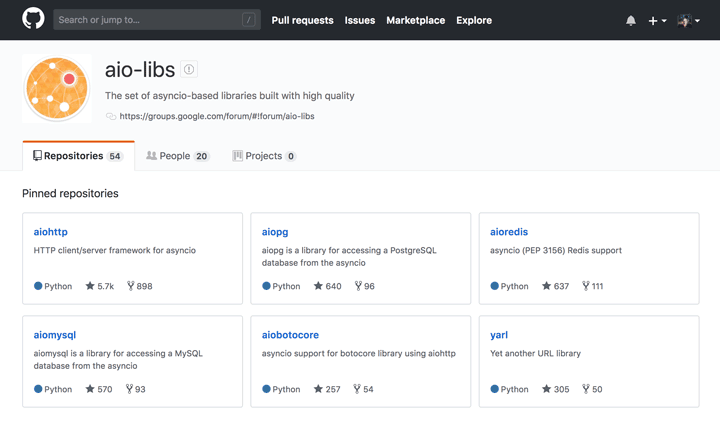 Search or jump to... /
Pull requests Issues Marketplace Explore
aio-libs
The set of asyncio-based libraries built with high quality
https://groups.google.com/forum/#!forum/aio-libs
Repositories 54 People 20 Projects 0
Pinned repositories
aiohttp
HTTP client/server framework for asyncio
Python 5.7k 898
aiopg
aiopg is a library for accessing a PostgreSQL
database from the asyncio
Python 640 96
aioredis
asyncio (PEP 3156) Redis support
Python 637 111
aiomysql
aiomysql is a library for accessing a MySQL
database from the asyncio
Python 570 93
aiobotocore
asyncio support for botocore library using aiohttp
Python 257 54
yarl
Yet another URL library
Python 305 50